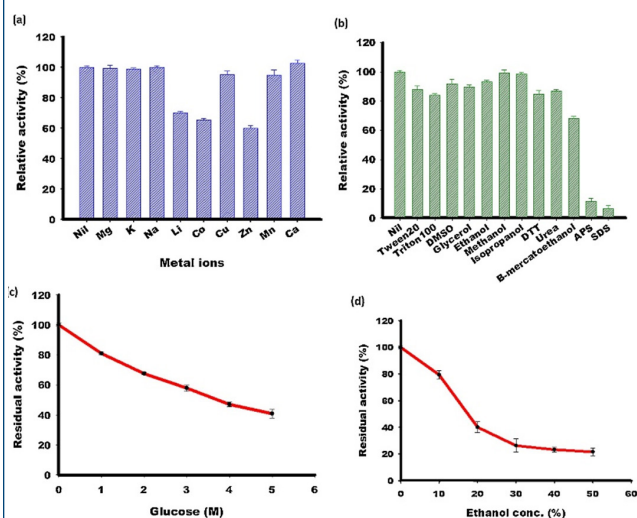 (a)
Relative activity (%)
120
100
80
60
40
20
0
Nil Mg K Na Li Co Cu Zn Mn Ca
Metal ions
(b)
Relative activity (%)
120
100
80
60
40
20
0
Nil Tween20 Triton100 DMSO Glycerol Ethanol Methanol Isopropanol DTT Urea B-mercatoethanol APS SDS
(c)
Residual activity (%)
120
100
80
60
40
20
0
0 1 2 3 4 5 6
Glucose (M)
(d)
Residual activity (%)
120
100
80
60
40
20
0
0 10 20 30 40 50 60
Ethanol conc. (%)